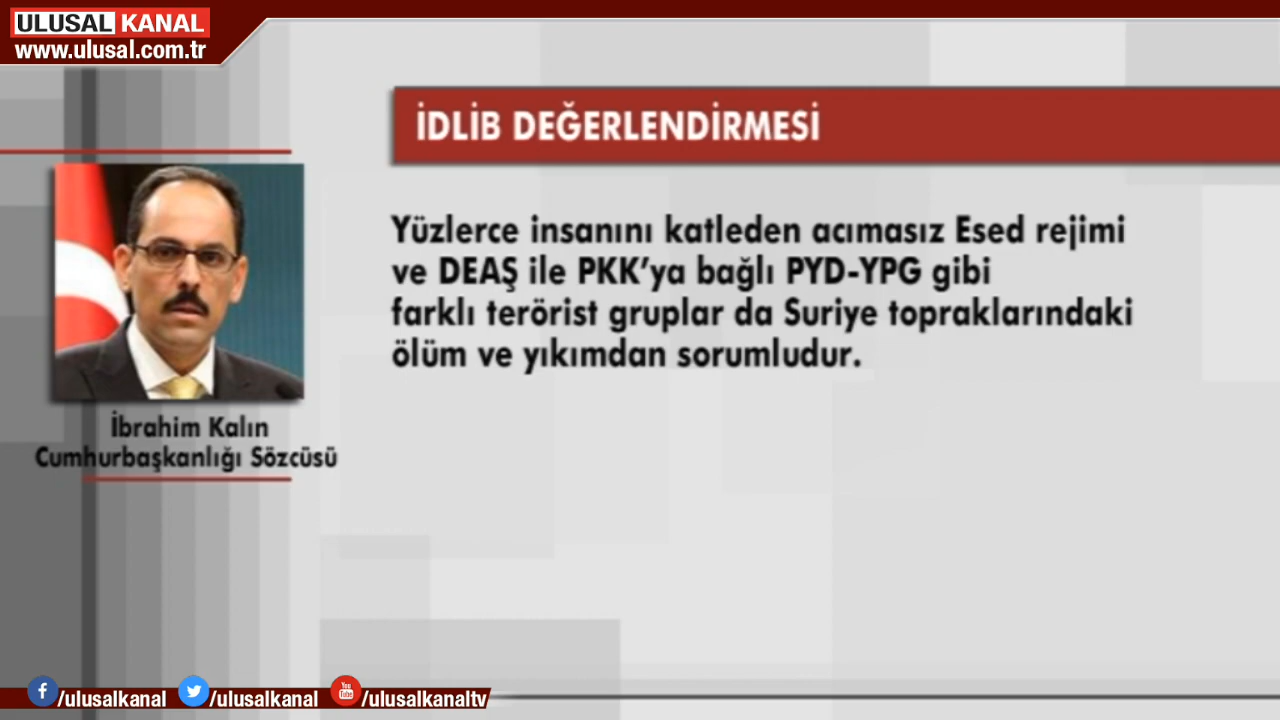 ULUSAL KANAL
www.ulusal.com.tr
İDLİB DEĞERLENDİRMESİ
Yüzlerce insanını katleden acımasız Esed rejimi
ve DEAŞ ile PKK’ya bağlı PYD-YPG gibi
farklı terörist gruplar da Suriye topraklarındaki
ölüm ve yıkımdan sorumludur.
İbrahim Kalın
Cumhurbaşkanlığı Sözcüsü
/ulusalkanal /ulusalkanal You Tube /ulusalkanaltv